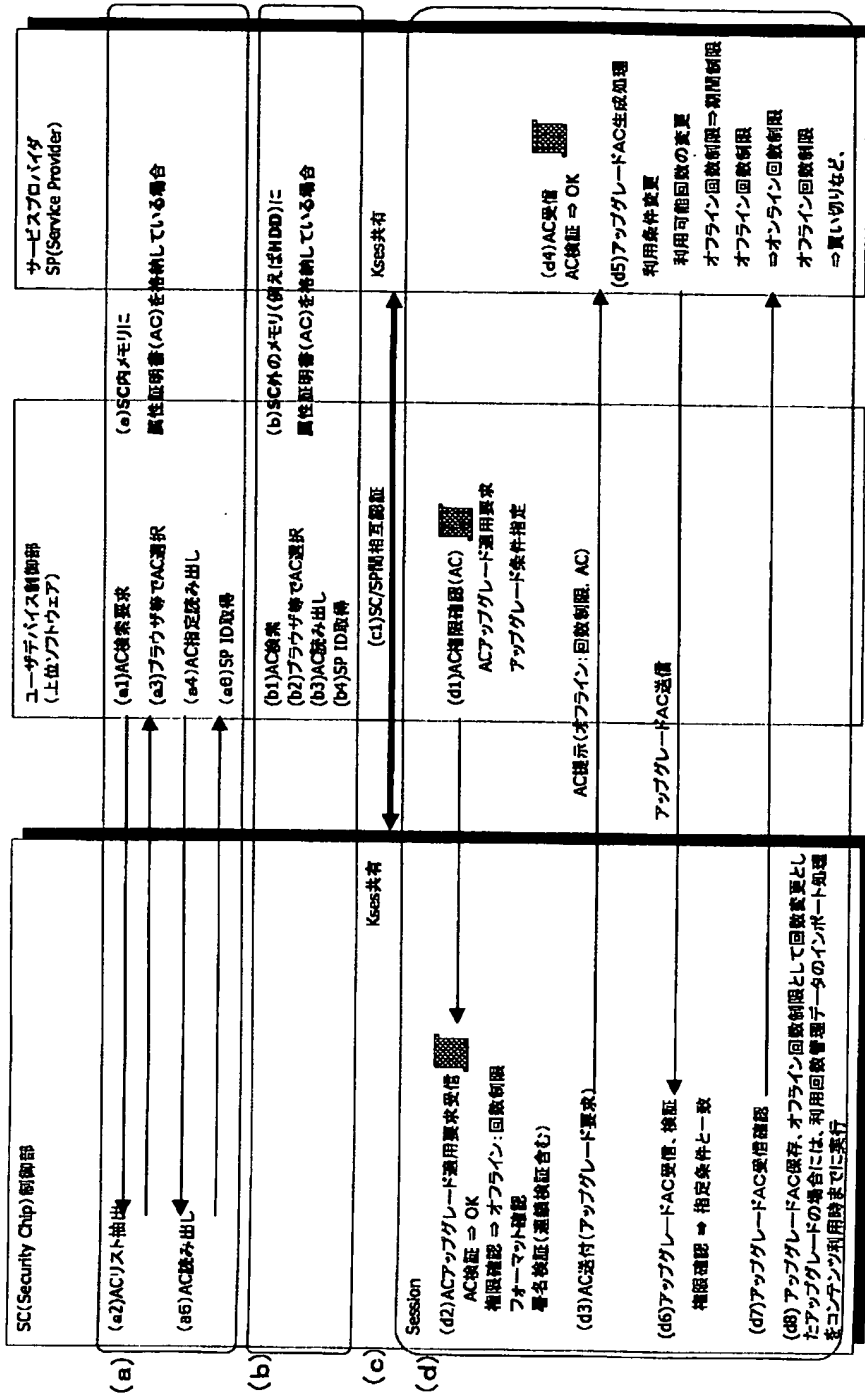 SC(Security Chip)制御部
ユーザデバイス制御部
(上位ソフトウェア)
サービスプロバイダ
SP(Service Provider)
(a)
(a1)AC検索要求
(a2)ACリスト抽出
(a3)ブラウザ等でAC選択
(a4)AC指定読み出し
(a5)AC読み出し
(a6)SP ID取得
(a)SC内メモリに
属性証明書(AC)を格納している場合
(b)
(b1)AC検索
(b2)ブラウザ等でAC選択
(b3)AC読み出し
(b4)SP ID取得
(b)SC外のメモリ(例えばHDD)に
属性証明書(AC)を格納している場合
(c)
Kses共有
(c1)SC/SP間相互認証
Kses共有
(d)
Session
(d1)AC権限確認(AC)
ACアップグレード適用要求
アップグレード条件指定
(d2)ACアップグレード適用要求受信
AC検証 ⇒ OK
権限確認 ⇒ オフライン:回数制限
フォーマット確認
署名検証(連鎖検証含む)
(d3)AC送付(アップグレード要求)
AC提示(オフライン:回数制限, AC)
(d4)AC受信
AC検証 ⇒ OK
(d5)アップグレードAC生成処理
利用条件変更
利用可能回数の変更
オフライン回数制限⇒期間制限
オフライン回数制限
⇒オンライン回数制限
オフライン回数制限
⇒買い切りなど、
アップグレードAC送信
(d6)アップグレードAC受信、検証
権限確認 ⇒ 指定条件と一致
(d7)アップグレードAC受信確認
(d8)アップグレードAC保存、オフライン回数制限として回数変更とし
たアップグレードの場合には、利用回数管理データのインポート処理
をコンテンツ利用時までに実行